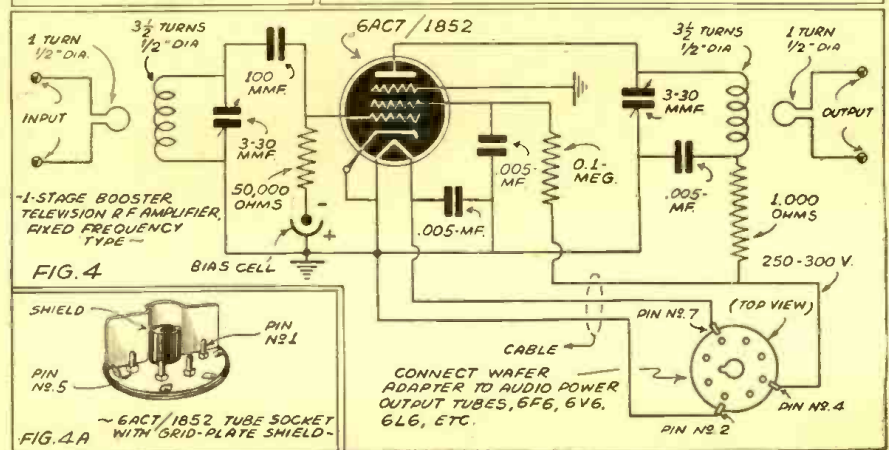 6AC7/1852
1 TURN
1/2" DIA.
3 1/2 TURNS
1/2" DIA
100
MMF.
INPUT
3-30
MMF.
50,000
OHMS
-
+
BIAS CELL
~1-STAGE BOOSTER
TELEVISION RF AMPLIFIER,
FIXED FREQUENCY
TYPE~
FIG. 4
.005-
MF.
.005-MF.
0.1-
MEG.
3-30
MMF.
3 1/2 TURNS
1/2" DIA
1 TURN
1/2" DIA.
OUTPUT
.005-
MF.
1,000
OHMS
250-300 V.
CABLE
PIN Nº.7
(TOP VIEW)
PIN Nº.4
PIN Nº.2
CONNECT WAFER
ADAPTER TO AUDIO POWER
OUTPUT TUBES, 6F6, 6V6,
6L6, ETC.
SHIELD
PIN
Nº1
PIN
Nº.5
~6AC7/1852 TUBE SOCKET
WITH GRID-PLATE SHIELD~
FIG. 4A